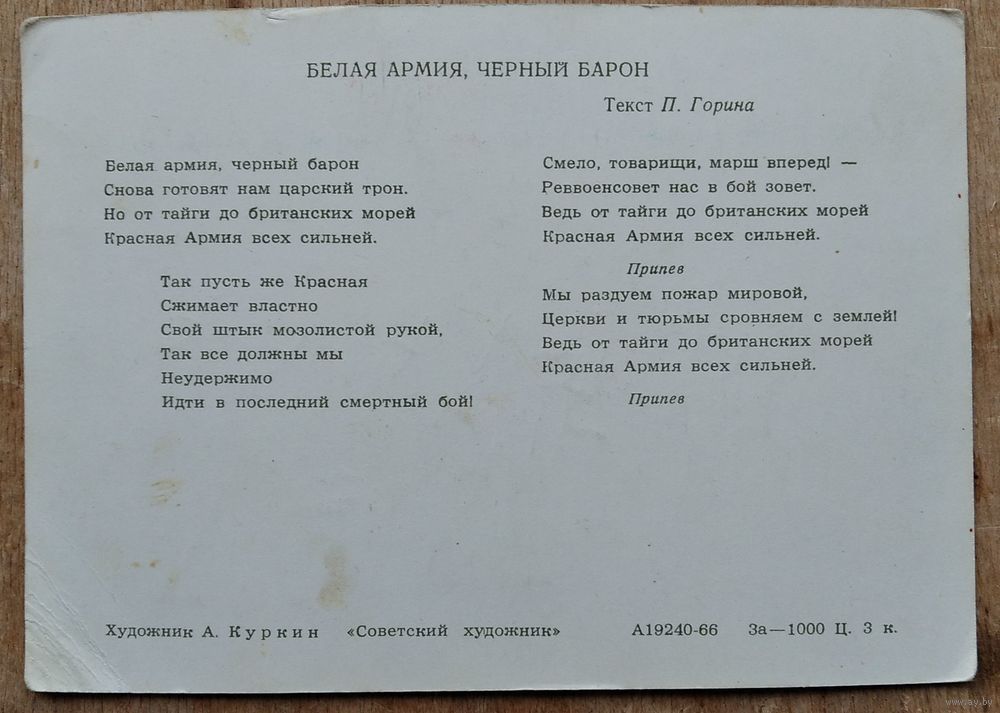 БЕЛАЯ АРМИЯ, ЧЕРНЫЙ БАРОН
Текст П. Горина
Белая армия, черный барон
Снова готовят нам царский трон.
Но от тайги до британских морей
Красная Армия всех сильней.
Так пусть же Красная
Сжимает властно
Свой штык мозолистой рукой,
Так все должны мы
Неудержимо
Идти в последний смертный бой!
Смело, товарищи, марш вперед! —
Реввоенсовет нас в бой зовет.
Ведь от тайги до британских морей
Красная Армия всех сильней.
Припев
Мы раздуем пожар мировой,
Церкви и тюрьмы сровняем с землей!
Ведь от тайги до британских морей
Красная Армия всех сильней.
Припев
Художник А. Куркин «Советский художник» А19240-66 За—1000 Ц. 3 к.
www.ay.by